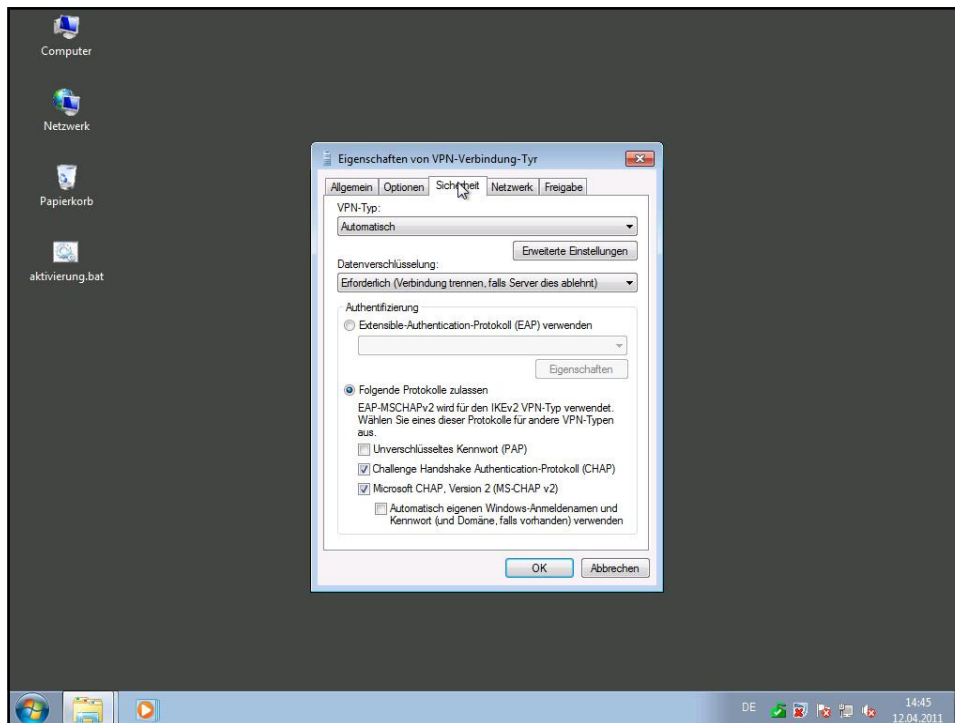 Computer
Netzwerk
Papierkorb
aktivierung.bat
Eigenschaften von VPN-Verbindung-Tyr
Allgemein Optionen Sicherheit Netzwerk Freigabe
VPN-Typ:
Automatisch
Erweiterte Einstellungen
Datenverschlüsselung:
Erforderlich (Verbindung trennen, falls Server dies ablehnt)
Authentifizierung
Extensible-Authentication-Protokoll (EAP) verwenden
Eigenschaften
Folgende Protokolle zulassen
EAP-MSCHAPv2 wird für den IKEv2 VPN-Typ verwendet.
Wählen Sie eines dieser Protokolle für andere VPN-Typen
aus.
Unverschlüsseltes Kennwort (PAP)
Challenge Handshake Authentication-Protokoll (CHAP)
Microsoft CHAP, Version 2 (MS-CHAP v2)
Automatisch eigenen Windows-Anmeldenamen und
Kennwort (und Domäne, falls vorhanden) verwenden
OK Abbrechen
DE
14:45
12.04.2011